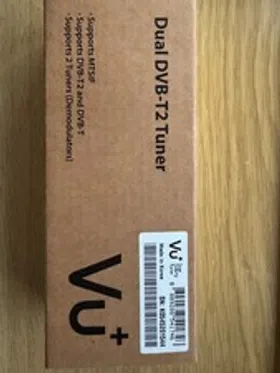 Dual DVB-T2 Tuner
· Supports MTSIF
· Supports DVB-T2 and DVB-T
· Supports 2 Tuners (Demodulators)
Vu+
Vu+
Made in Korea